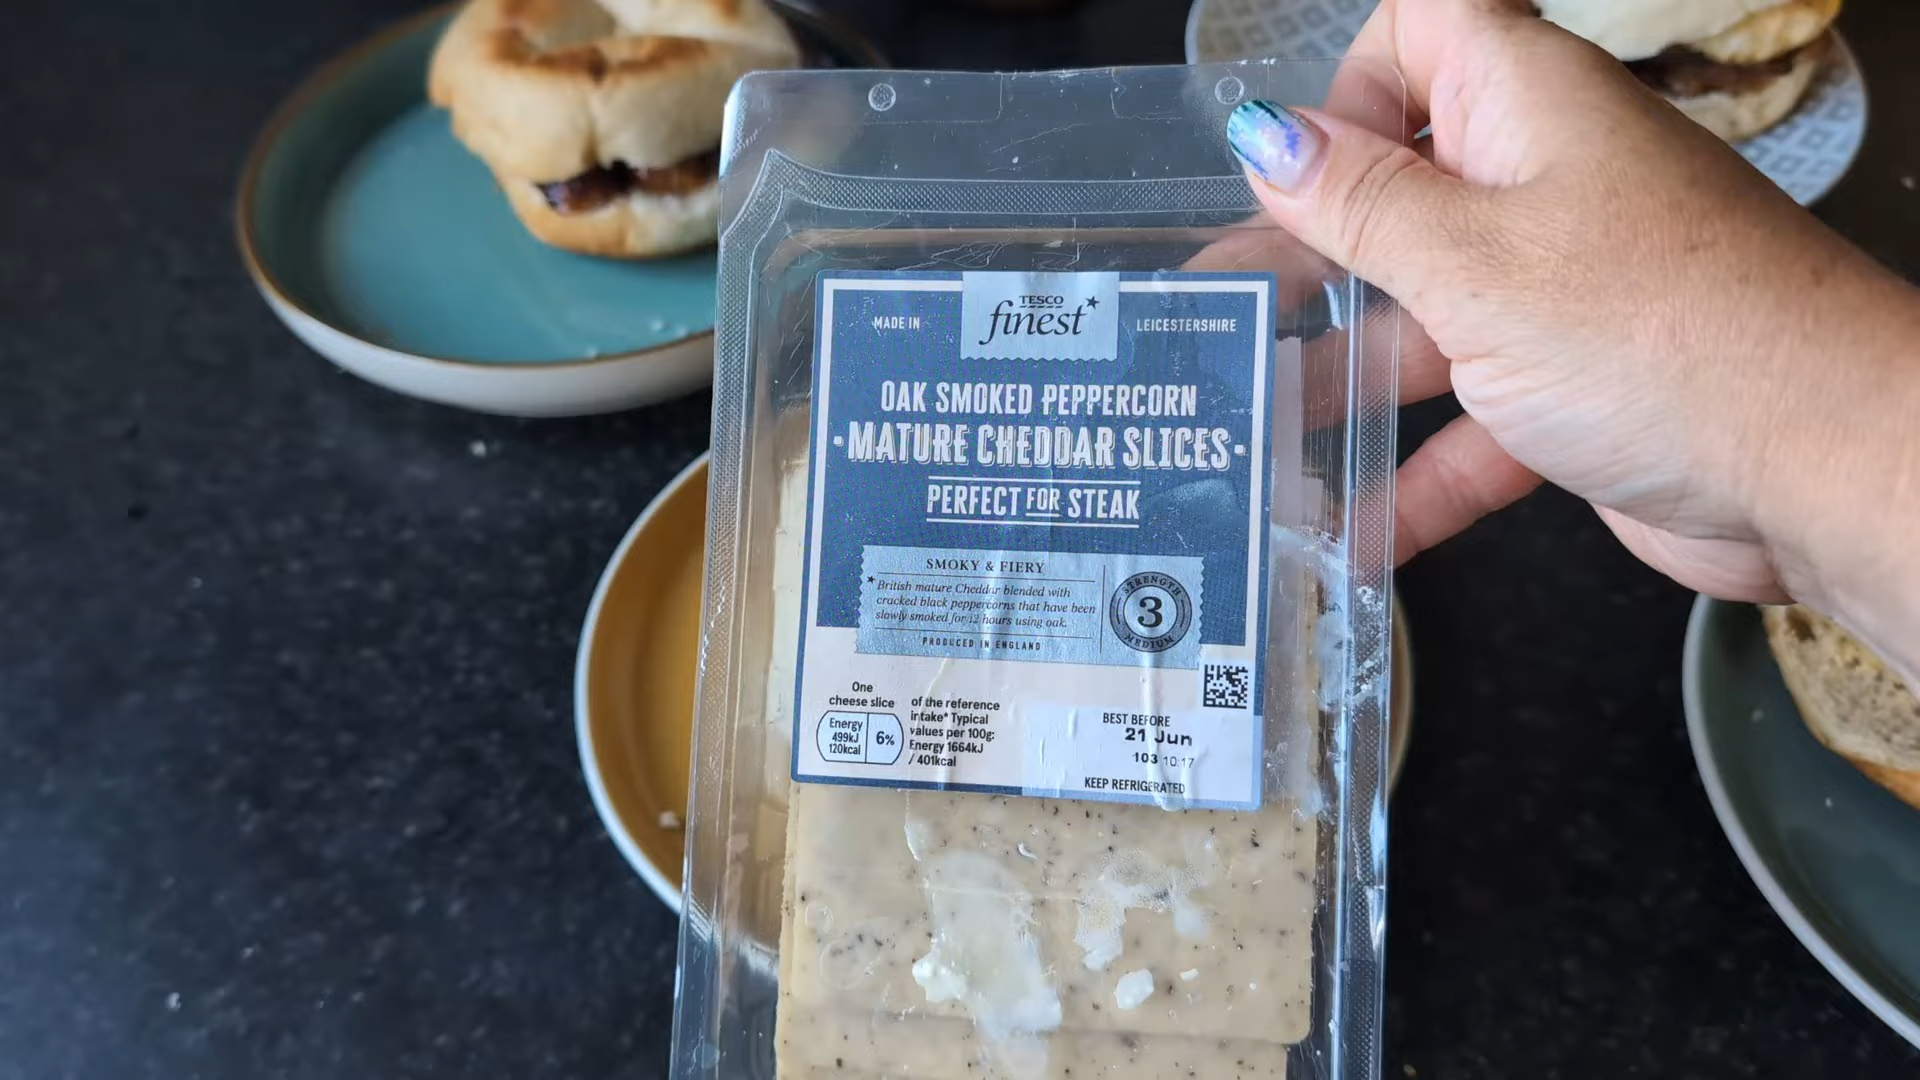 TESCO
finest*
MADE IN
LEICESTERSHIRE
OAK SMOKED PEPPERCORN
·MATURE CHEDDAR SLICES·
PERFECT FOR STEAK
SMOKY & FIERY
*British mature Cheddar blended with
cracked black peppercorns that have been
slowly smoked for 12 hours using oak.
PRODUCED IN ENGLAND
STRENGTH
3
MEDIUM
One
cheese slice
Energy
499kJ
120kcal
6%
of the reference
intake* Typical
values per 100g:
Energy 1664kJ
/ 401kcal
BEST BEFORE
21 Jun
103 10:17
KEEP REFRIGERATED